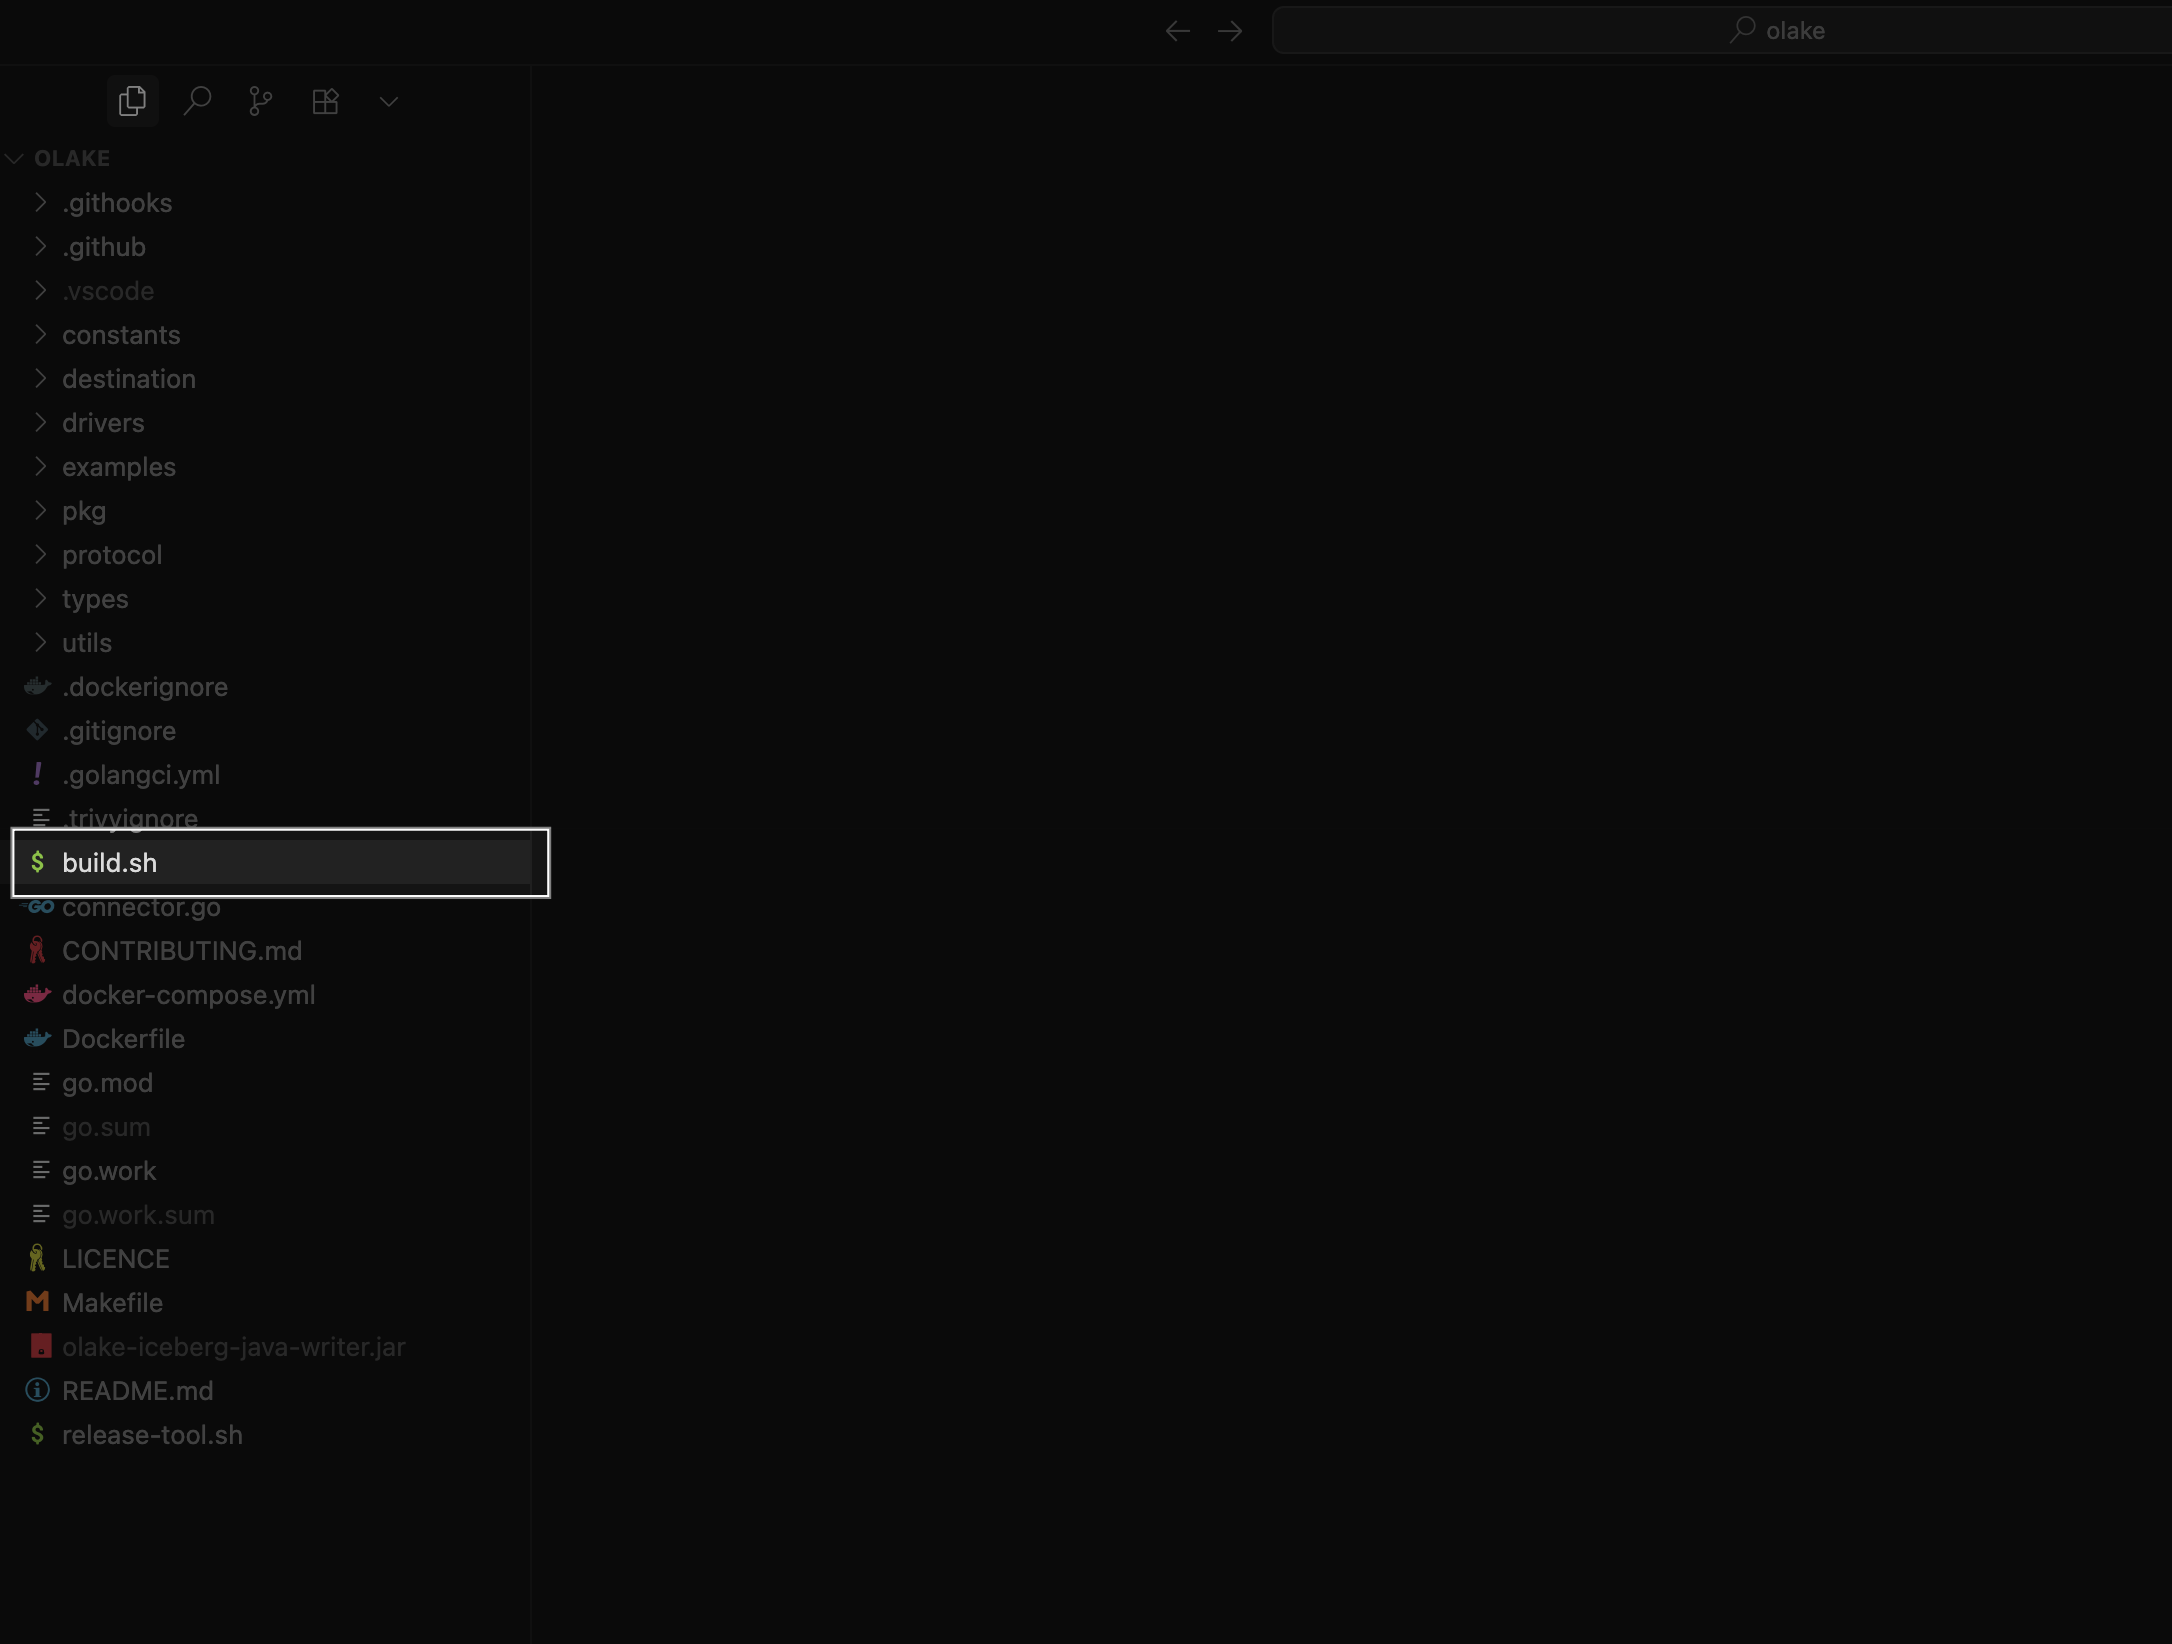 olake
OLAKE
.githooks
.github
.vscode
constants
destination
drivers
examples
pkg
protocol
types
utils
.dockerignore
.gitignore
! .golangci.yml
.trivyignore
$ build.sh
GO connector.go
CONTRIBUTING.md
docker-compose.yml
Dockerfile
go.mod
go.sum
go.work
go.work.sum
LICENCE
M Makefile
olake-iceberg-java-writer.jar
README.md
$ release-tool.sh